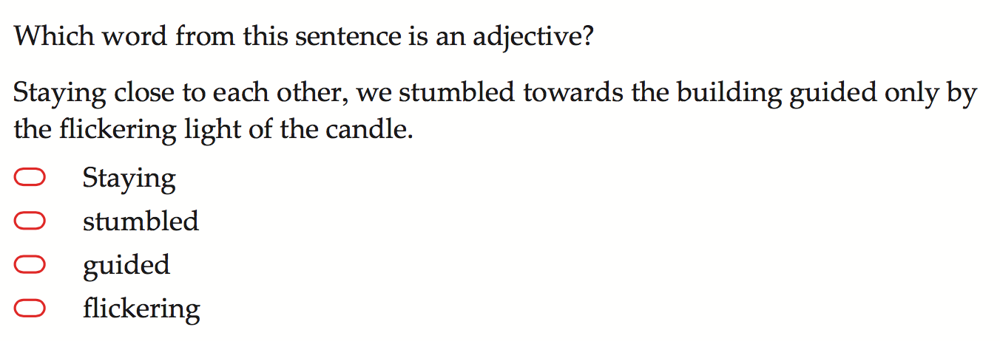 Which word from this sentence is an adjective?
Staying close to each other, we stumbled towards the building guided only by
the flickering light of the candle.
Staying
stumbled
guided
flickering